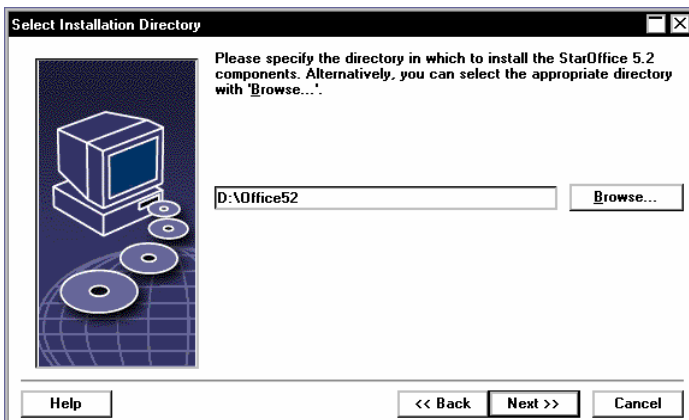 Select Installation Directory
Please specify the directory in which to install the StarOffice 5.2
components. Alternatively, you can select the appropriate directory
with 'Browse...'.
D:\Office52
Browse...
Help
<< Back
Next >>
Cancel